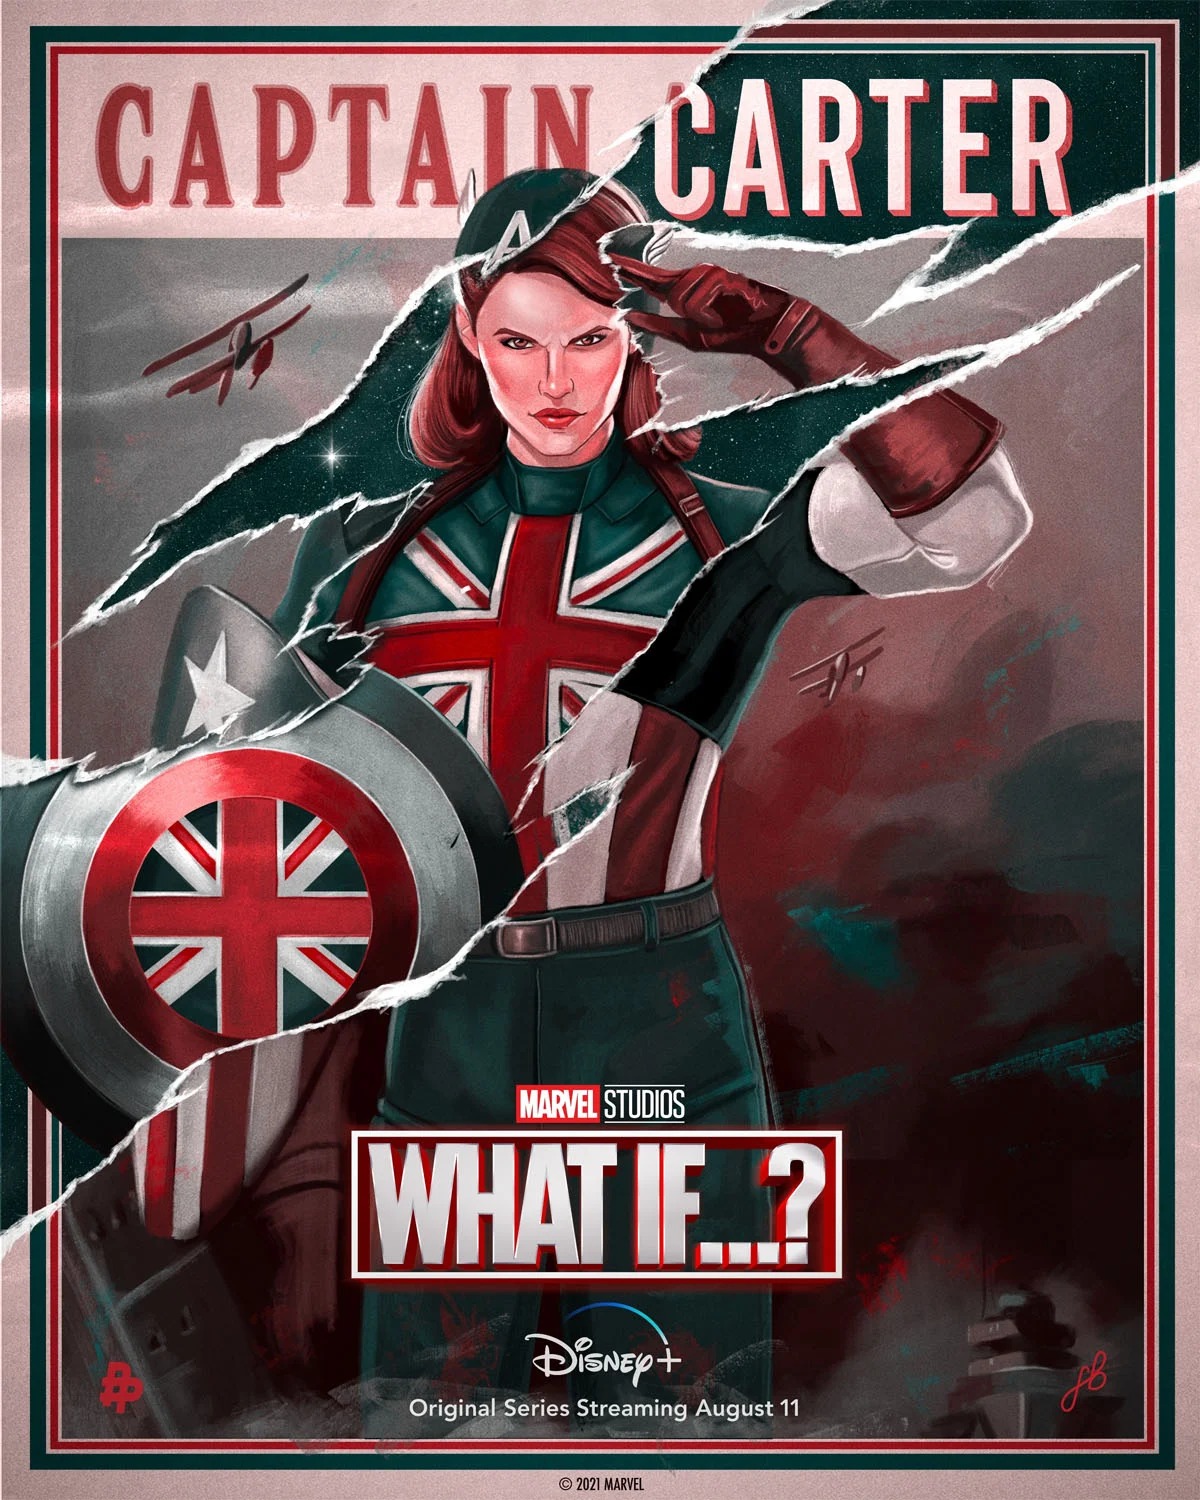 CAPTAIN CARTER
A
MARVEL STUDIOS
WHAT IF...?
Disney+
Original Series Streaming August 11
© 2021 MARVEL